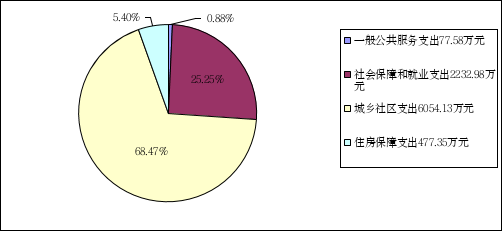 5.40%
0.88%
25.25%
68.47%
一般公共服务支出77.58万元
社会保障和就业支出2232.98万
元
城乡社区支出6054.13万元
住房保障支出477.35万元